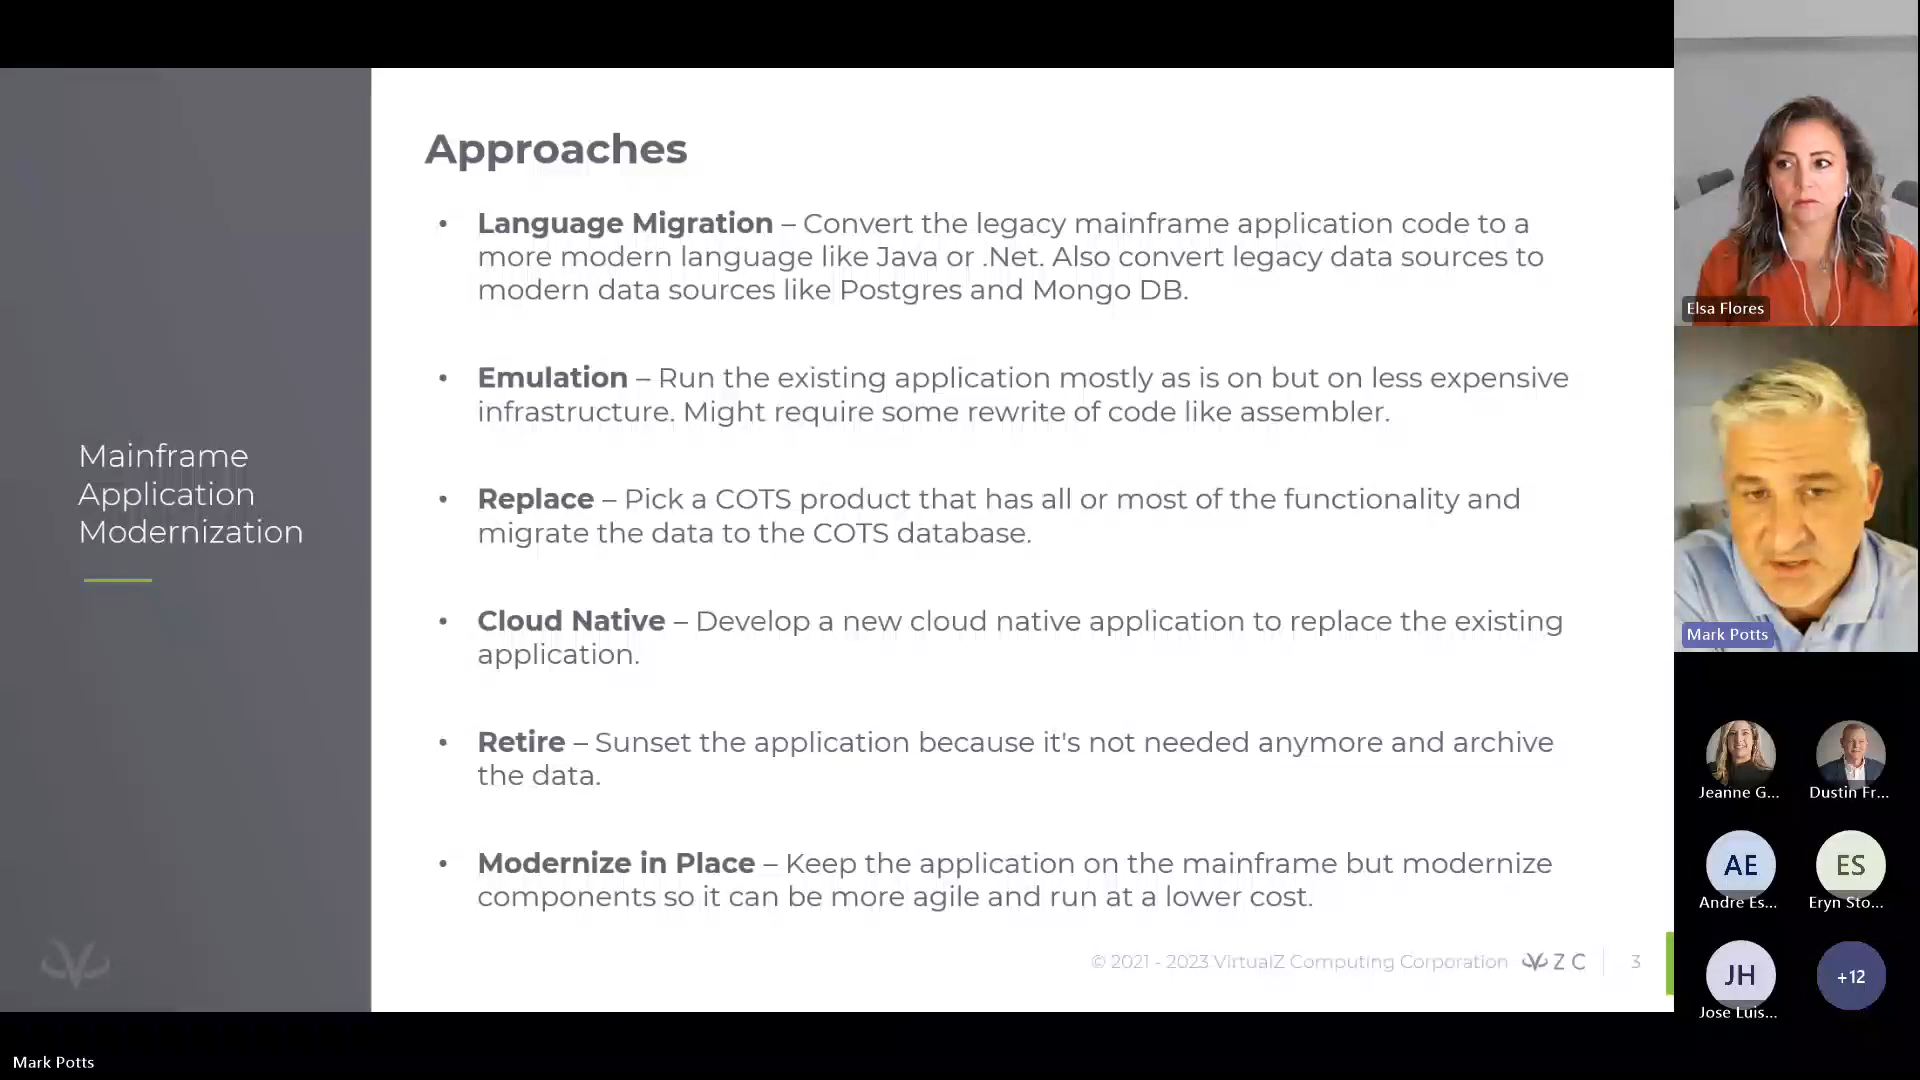 Mainframe
Application
Modernization
Approaches
• Language Migration – Convert the legacy mainframe application code to a
more modern language like Java or .Net. Also convert legacy data sources to
modern data sources like Postgres and Mongo DB.
• Emulation – Run the existing application mostly as is on but on less expensive
infrastructure. Might require some rewrite of code like assembler.
• Replace – Pick a COTS product that has all or most of the functionality and
migrate the data to the COTS database.
• Cloud Native – Develop a new cloud native application to replace the existing
application.
• Retire – Sunset the application because it's not needed anymore and archive
the data.
• Modernize in Place – Keep the application on the mainframe but modernize
components so it can be more agile and run at a lower cost.
© 2021 - 2023 VirtualZ Computing Corporation VZC 3
Elsa Flores
Mark Potts
Jeanne G... Dustin Fr...
AE ES
Andre Es... Eryn Sto...
JH +12
Jose Luis...
Mark Potts